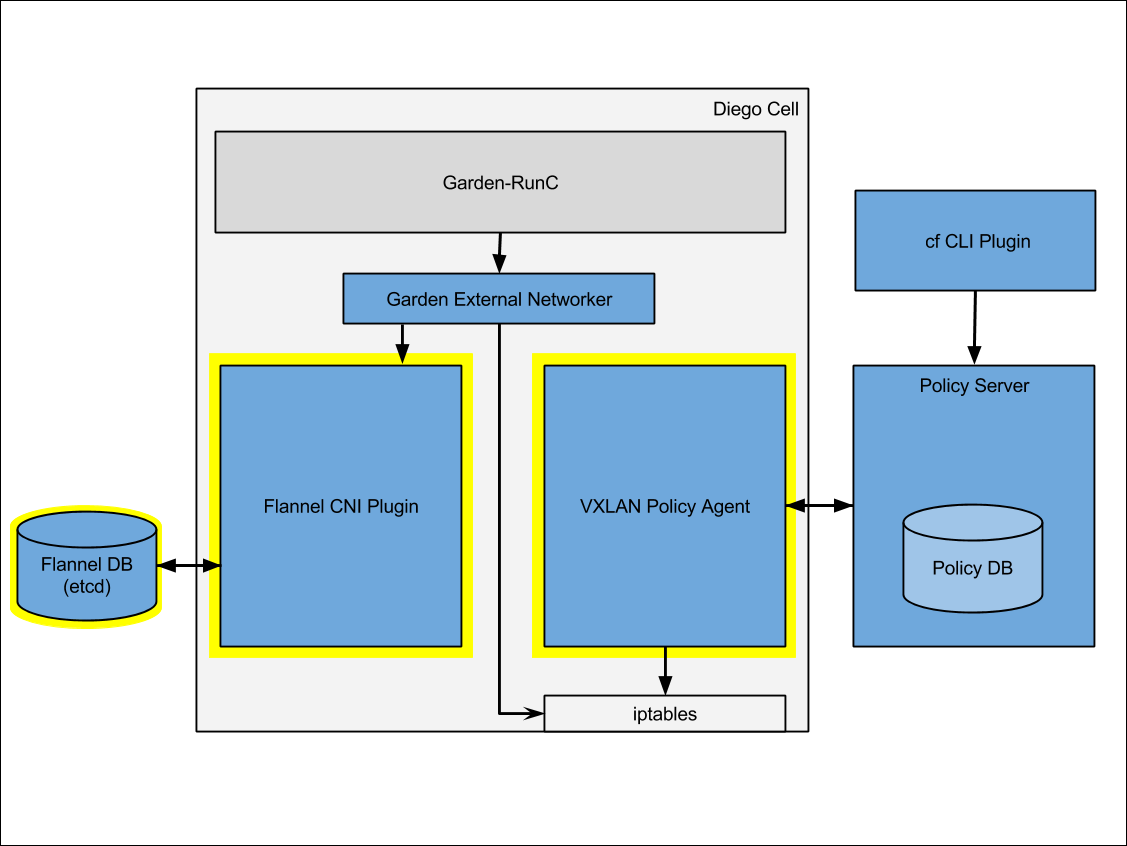 Diego Cell
Garden-RunC
cf CLI Plugin
Garden External Networker
Policy Server
Flannel CNI Plugin
VXLAN Policy Agent
Flannel DB
(etcd)
Policy DB
iptables